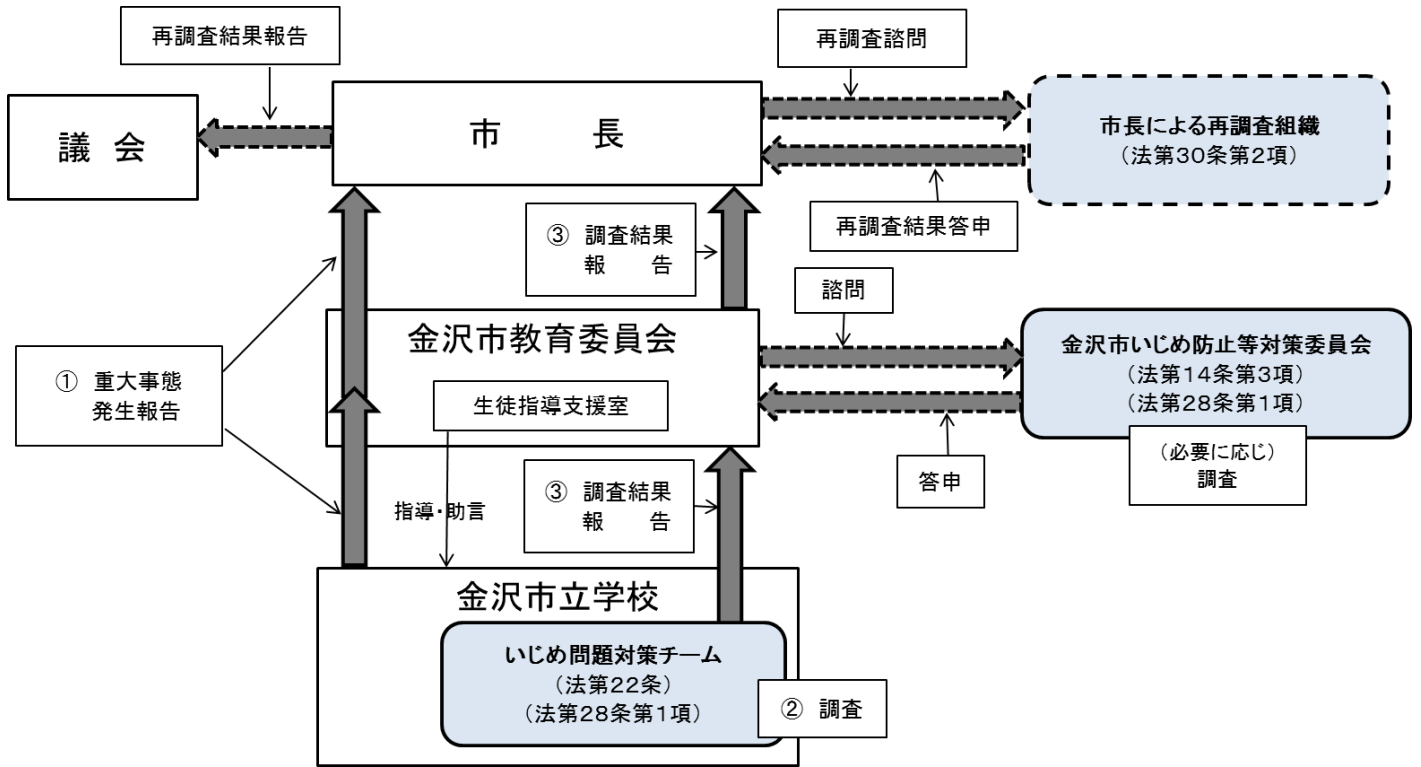 再調査結果報告
再調査諮問
議 会
市 長
市長による再調査組織
(法第30条第2項)
③ 調査結果
報 告
再調査結果答申
諮問
金沢市教育委員会
金沢市いじめ防止等対策委員会
(法第14条第3項)
(法第28条第1項)
① 重大事態
発生報告
生徒指導支援室
(必要に応じ)
調査
③ 調査結果
報 告
答申
指導・助言
金沢市立学校
いじめ問題対策チーム
(法第22条)
(法第28条第1項)
② 調査